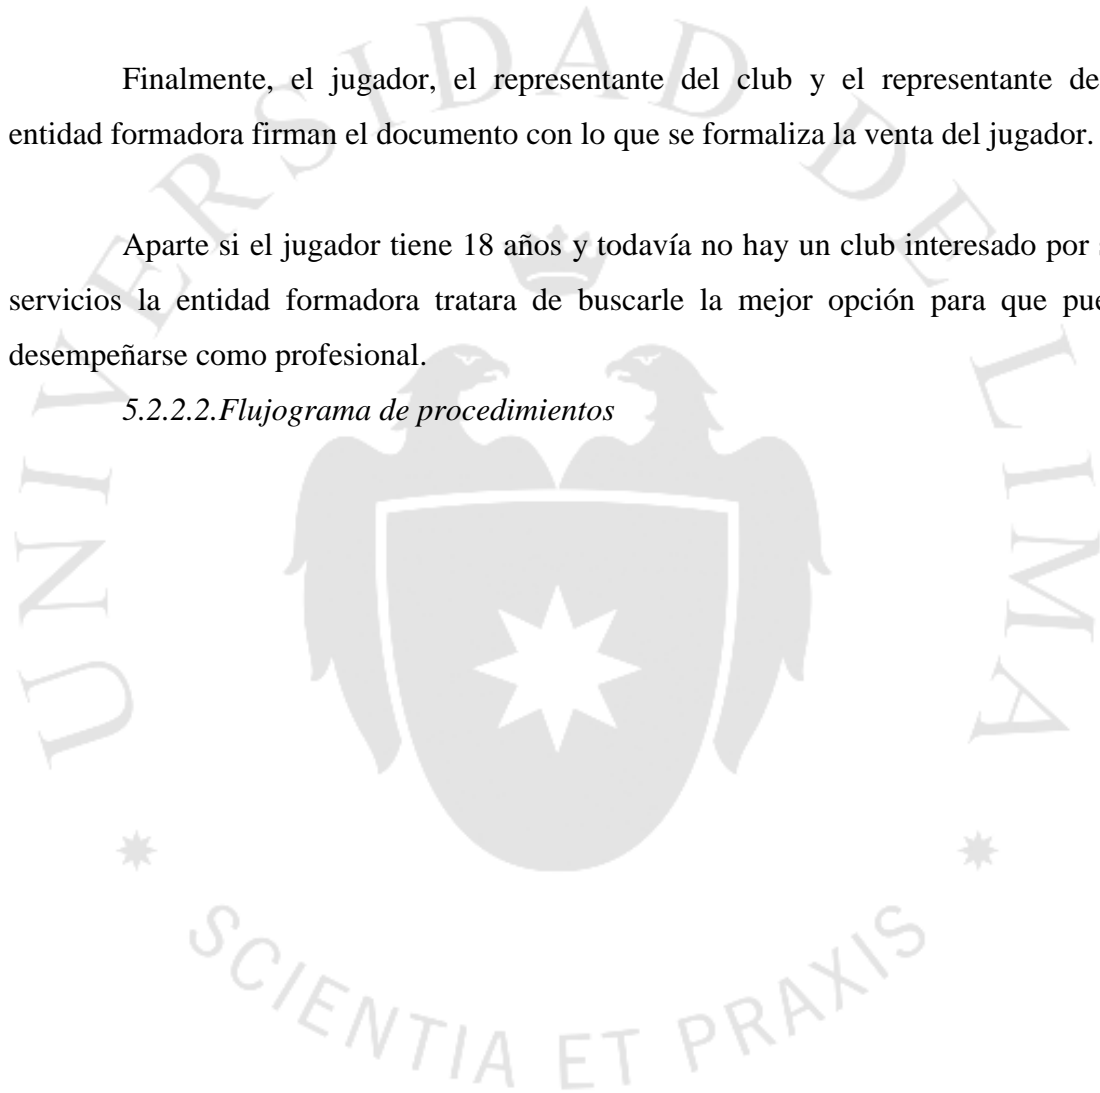 Finalmente, el jugador, el representante del club y el representante de
entidad formadora firman el documento con lo que se formaliza la venta del jugador.
Aparte si el jugador tiene 18 años y todavía no hay un club interesado por
servicios la entidad formadora tratara de buscarle la mejor opción para que
desempeñarse como profesional.
5.2.2.2.Flujograma de procedimientos
UNIVERSIDAD DE LIMA
SCIENTIA ET PRAXIS